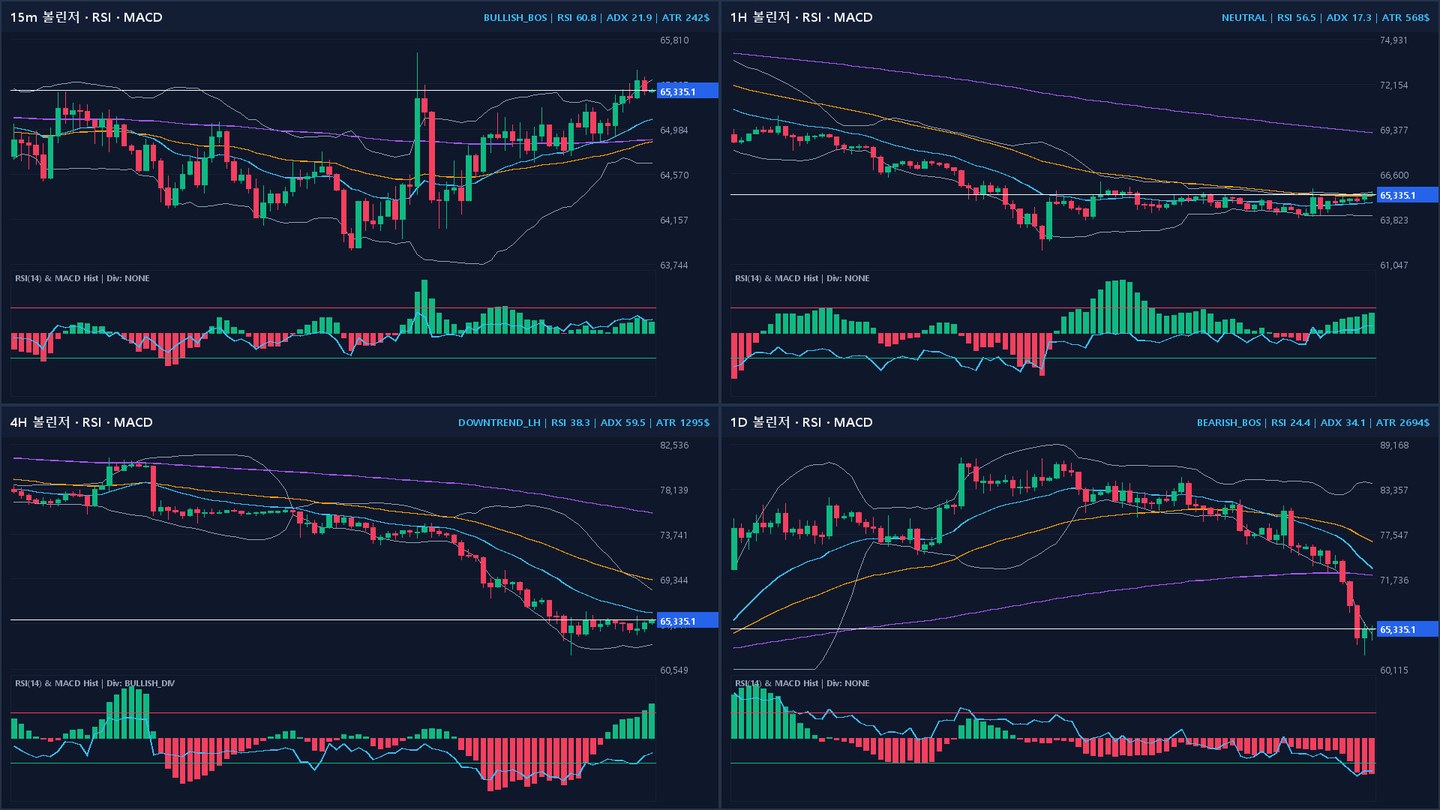 15m 볼린저 · RSI · MACD
BULLISH_BOS | RSI 60.8 | ADX 21.9 | ATR 242$
65,810
65,335.1
64,984
64,570
64,157
63,744
RSI(14) & MACD Hist | Div: NONE
1H 볼린저 · RSI · MACD
NEUTRAL | RSI 56.5 | ADX 17.3 | ATR 568$
74,931
72,154
69,377
66,600
65,335.1
63,823
61,047
RSI(14) & MACD Hist | Div: NONE
4H 볼린저 · RSI · MACD
DOWNTREND_LH | RSI 38.3 | ADX 59.5 | ATR 1295$
82,536
78,139
73,741
69,344
65,335.1
60,549
RSI(14) & MACD Hist | Div: BULLISH_DIV
1D 볼린저 · RSI · MACD
BEARISH_BOS | RSI 24.4 | ADX 34.1 | ATR 2694$
89,168
83,357
77,547
71,736
65,335.1
60,115
RSI(14) & MACD Hist | Div: NONE